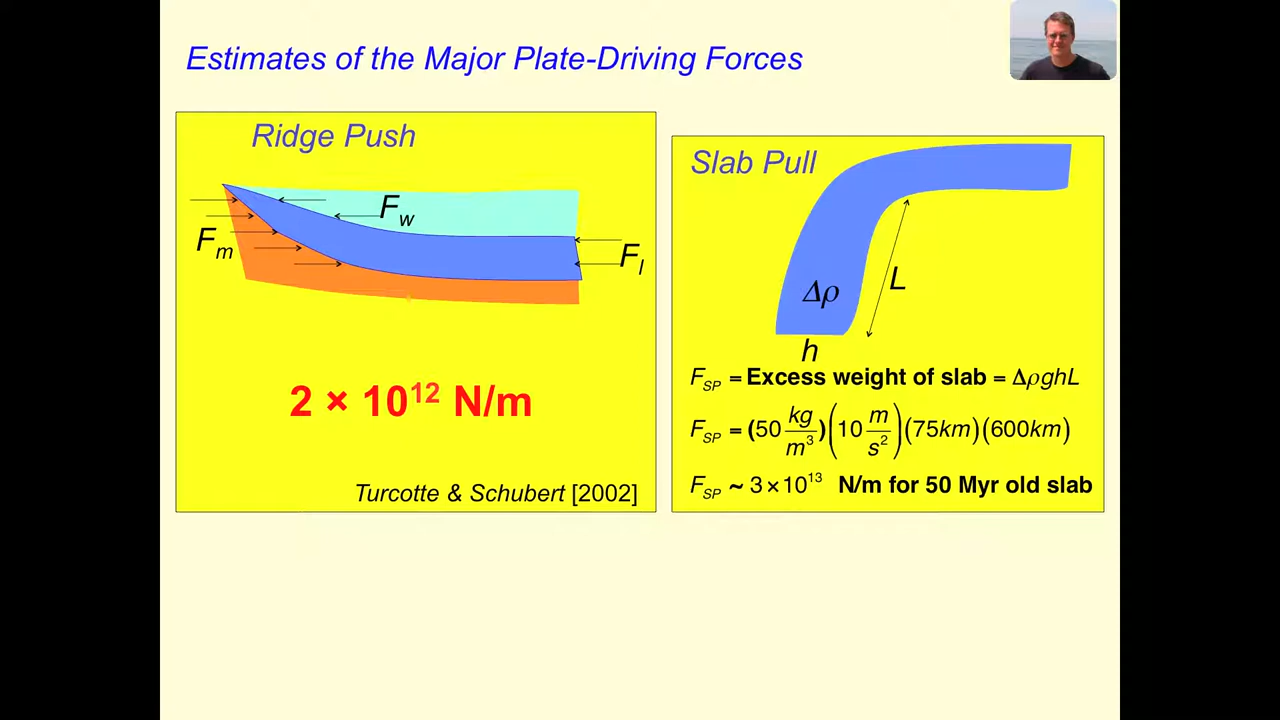 Estimates of the Major Plate-Driving Forces
Ridge Push
F_w
F_m
F_l
2 × 10¹² N/m
Turcotte & Schubert [2002]
Slab Pull
L
Δρ
h
F_SP = Excess weight of slab = ΔρghL
F_SP = (50 kg/m³)(10 m/s²)(75km)(600km)
F_SP ~ 3×10¹³ N/m for 50 Myr old slab